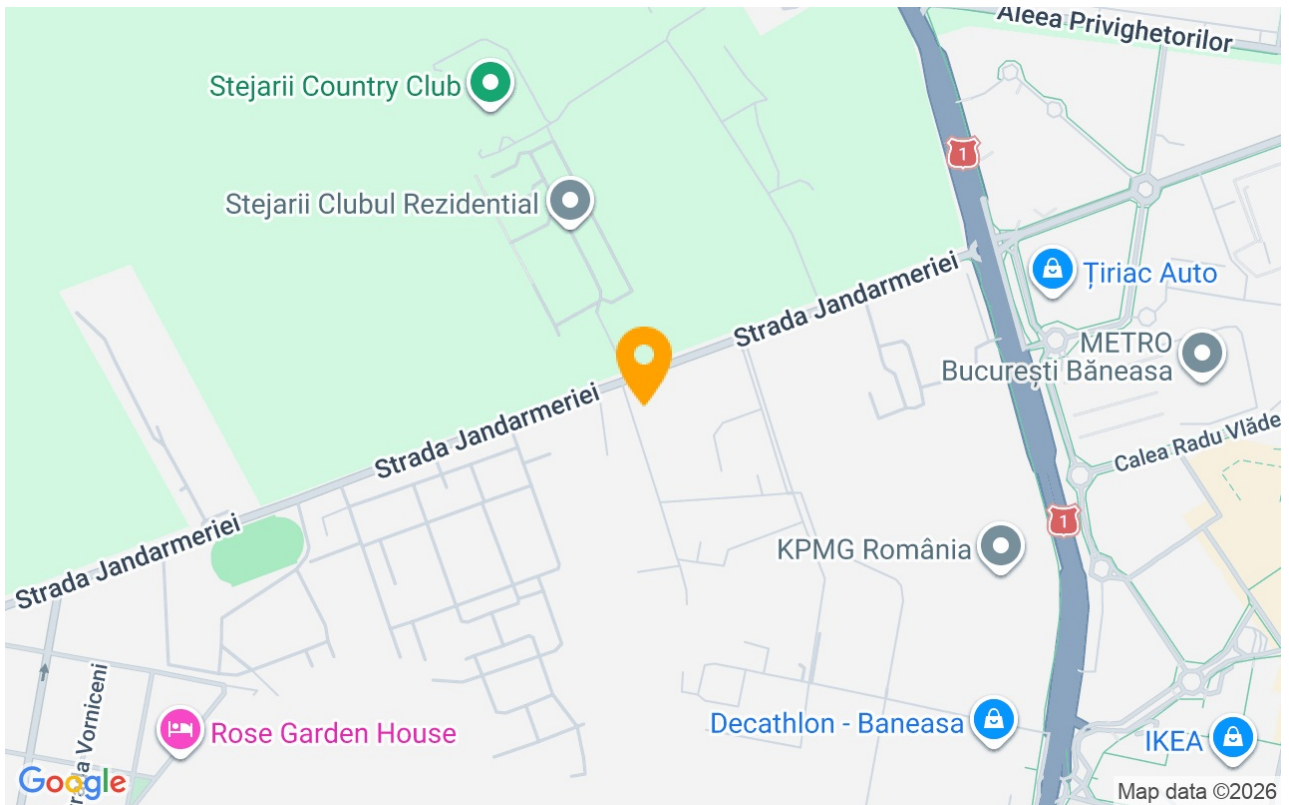 Aleea Privighetorilor
Stejarii Country Club
1
Stejarii Clubul Rezidential
Țiriac Auto
Strada Jandarmeriei
METRO
București Băneasa
Strada Jandarmeriei
Calea Radu Vlăde
1
Strada Jandarmeriei
KPMG România
Vorniceni
Rose Garden House
Decathlon - Baneasa
IKEA
Google
Map data ©2026